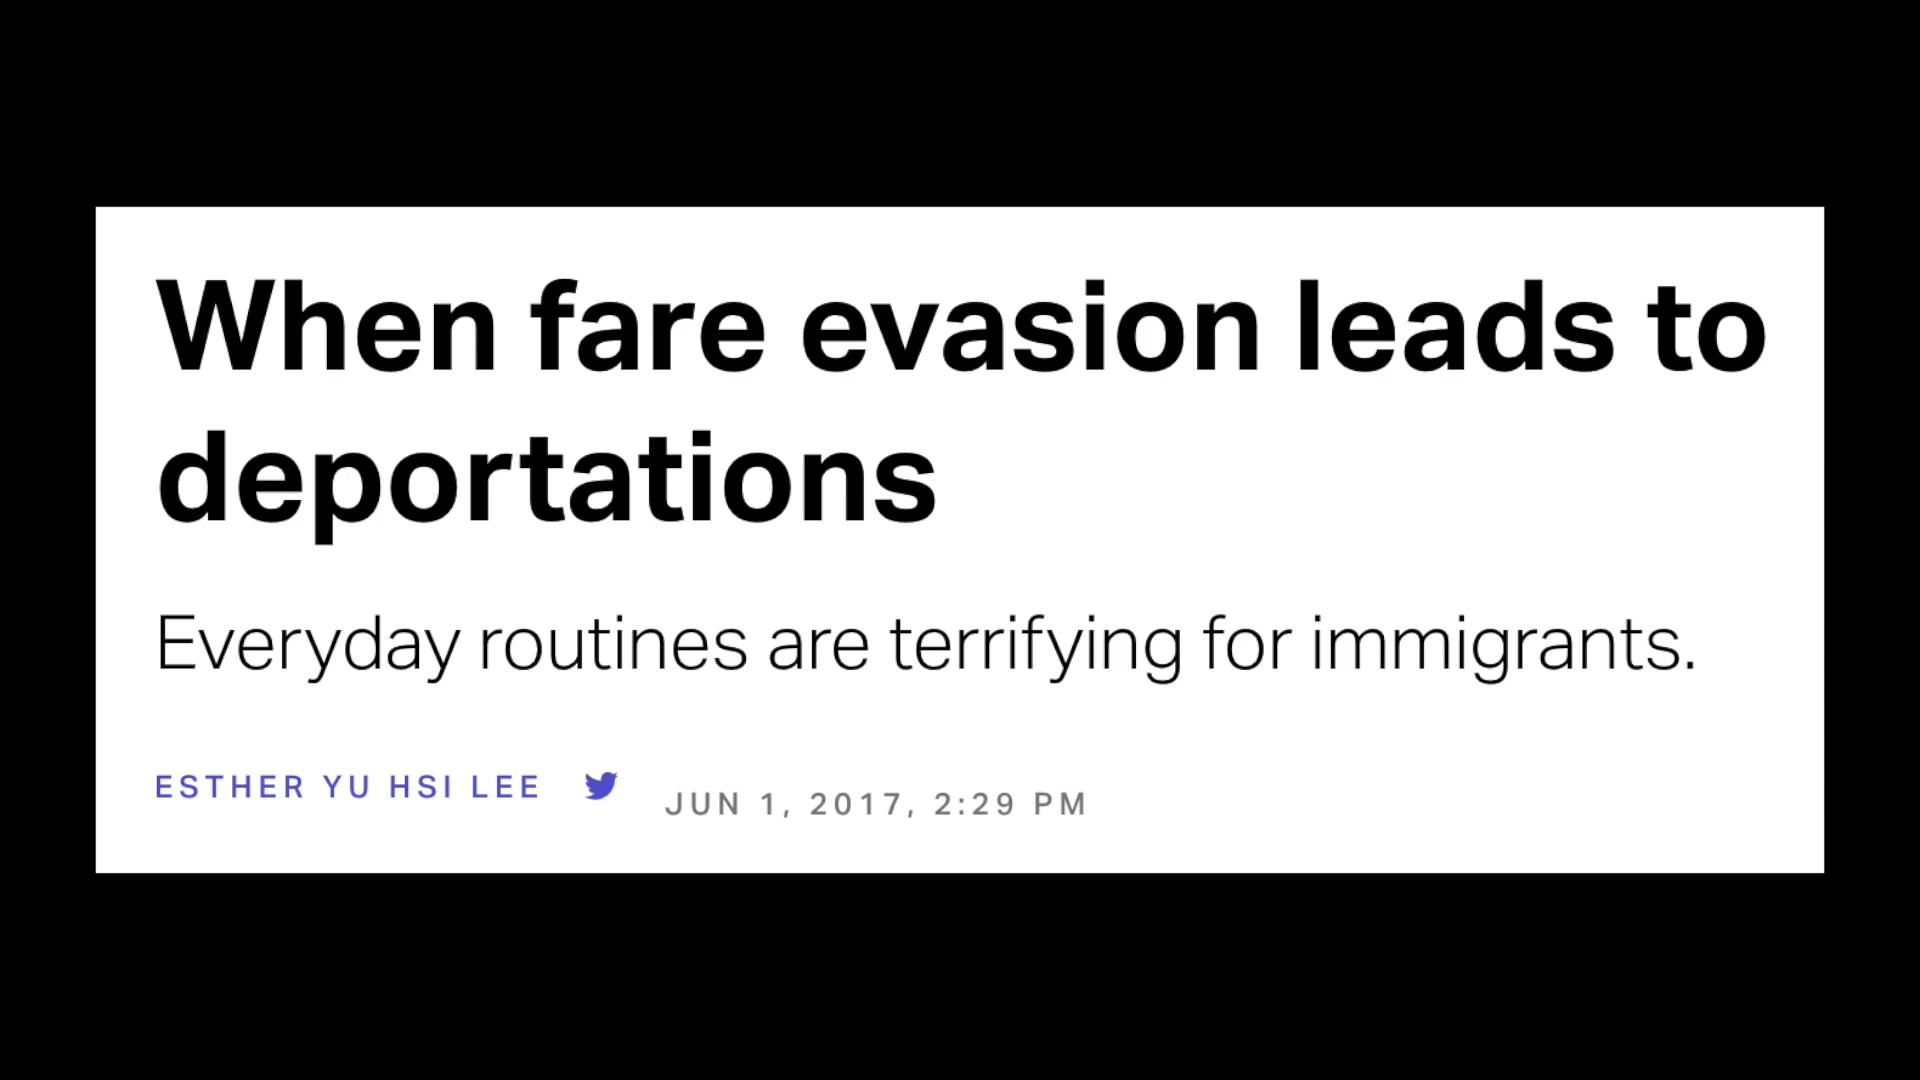 When fare evasion leads to
deportations
Everyday routines are terrifying for immigrants.
ESTHER YU HSI LEE
JUN 1, 2017, 2:29 PM